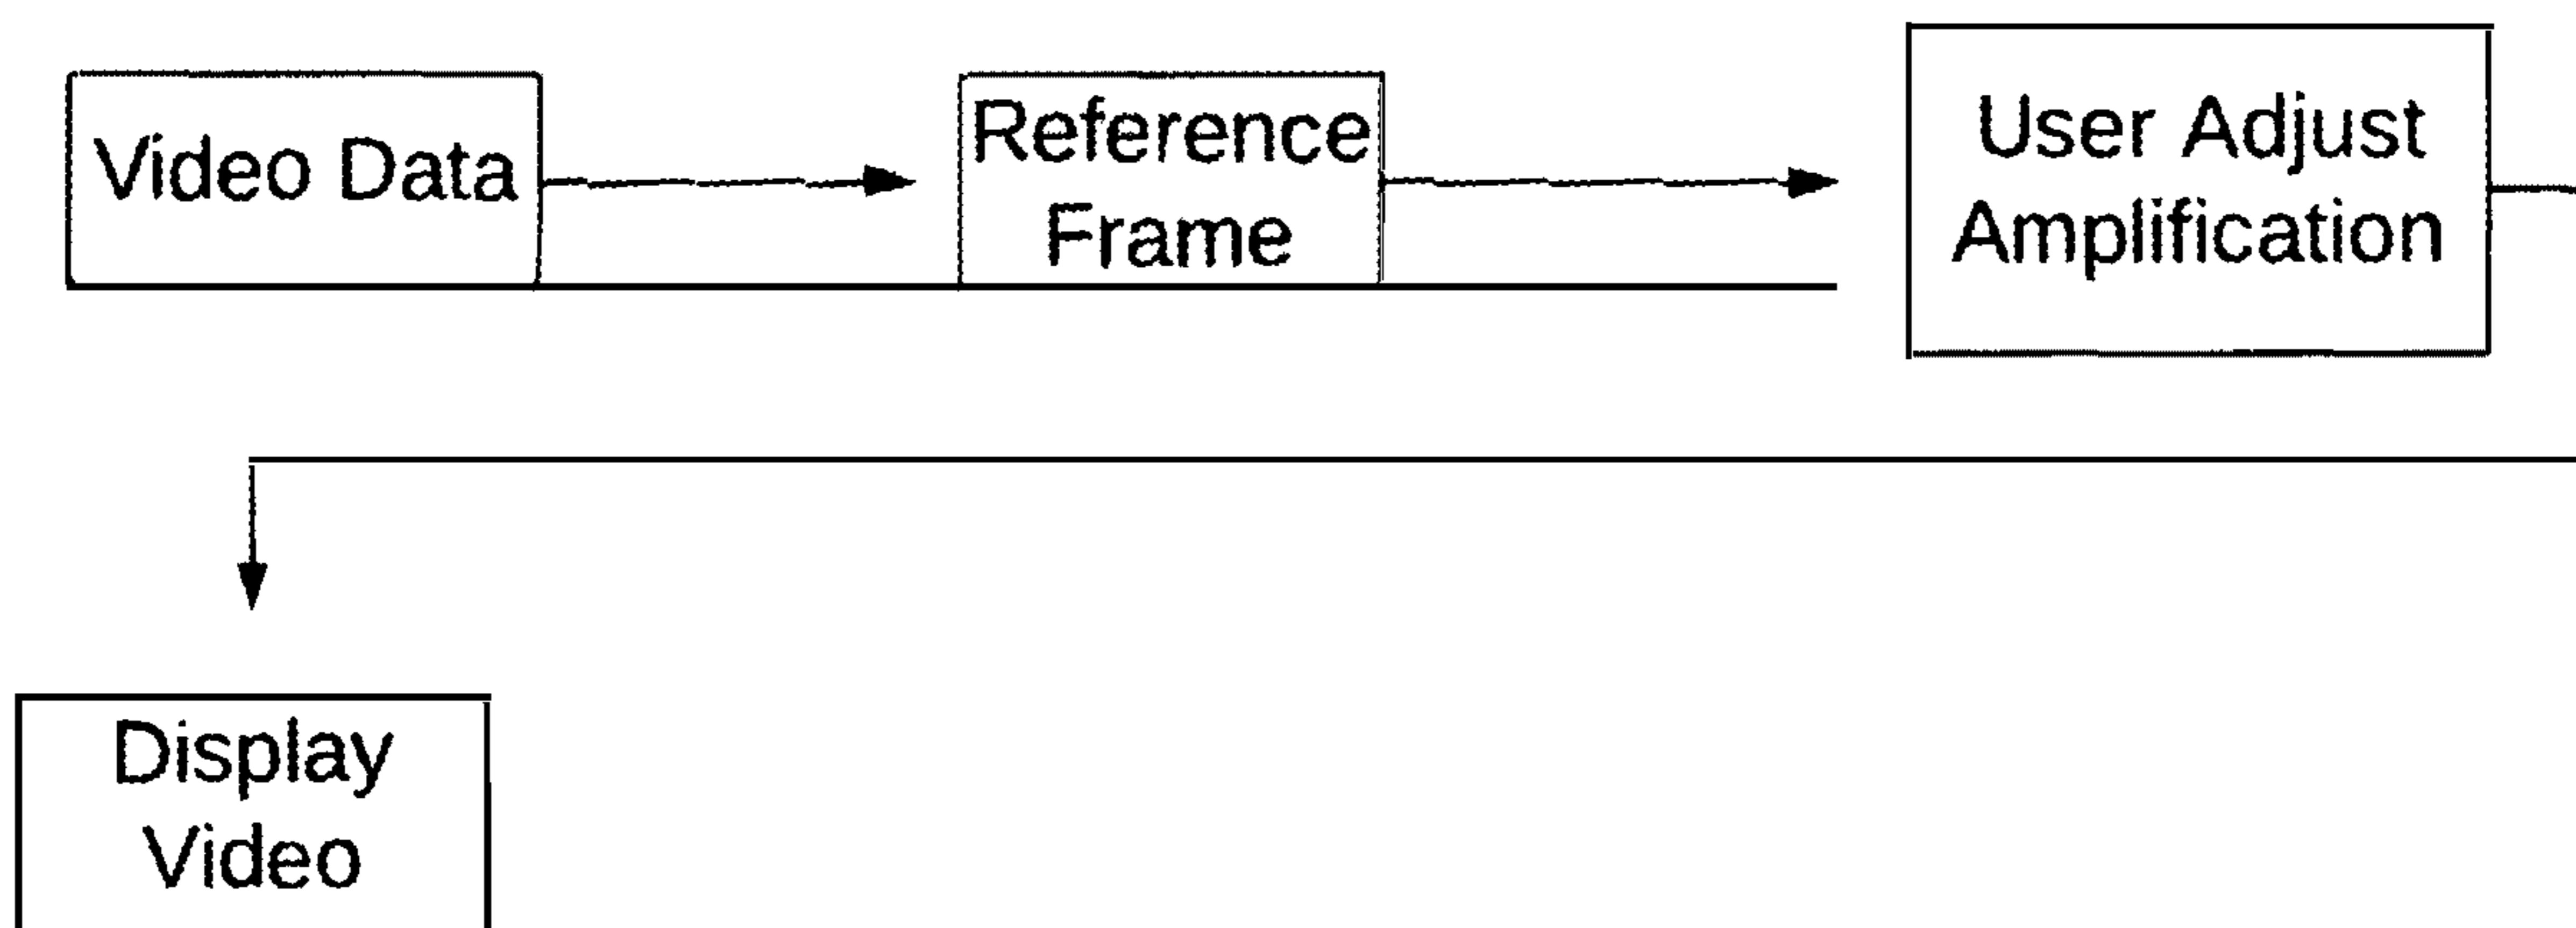 Video Data
Reference
Frame
User Adjust
Amplification
Display
Video